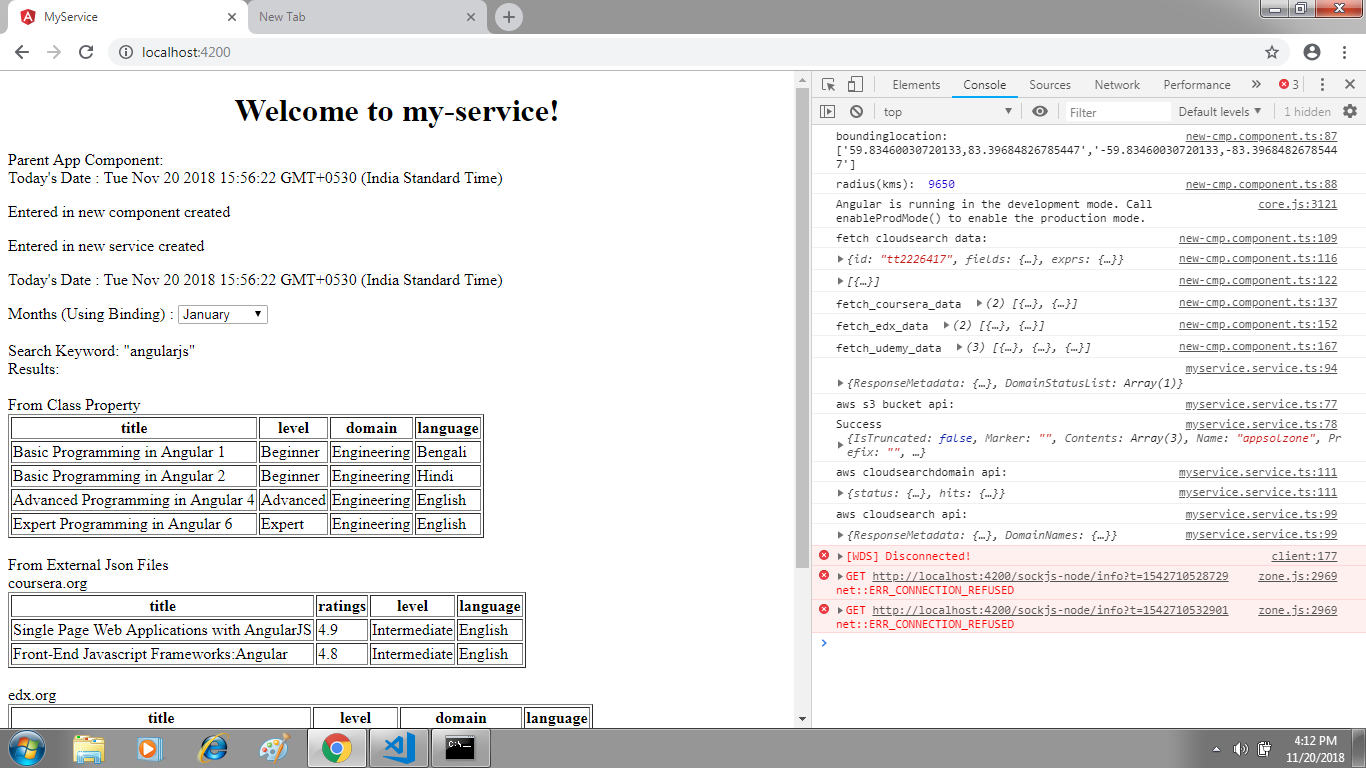 MyService
New Tab
localhost:4200
Welcome to my-service!
Parent App Component:
Today's Date : Tue Nov 20 2018 15:56:22 GMT+0530 (India Standard Time)
Entered in new component created
Entered in new service created
Today's Date : Tue Nov 20 2018 15:56:22 GMT+0530 (India Standard Time)
Months (Using Binding) : January
Search Keyword: "angularjs"
Results:
From Class Property
title level domain language
Basic Programming in Angular 1 Beginner Engineering Bengali
Basic Programming in Angular 2 Beginner Engineering Hindi
Advanced Programming in Angular 4 Advanced Engineering English
Expert Programming in Angular 6 Expert Engineering English
From External Json Files
coursera.org
title ratings level language
Single Page Web Applications with AngularJS 4.9 Intermediate English
Front-End Javascript Frameworks:Angular 4.8 Intermediate English
edx.org
title level domain language
Elements Console Sources Network Performance » 3
top Filter Default levels 1 hidden
boundinglocation: new-cmp.component.ts:87
['59.83460030720133,83.39684826785447','-59.83460030720133,-83.3968482678544
7']
radius(kms): 9650 new-cmp.component.ts:88
Angular is running in the development mode. Call core.js:3121
enableProdMode() to enable the production mode.
fetch cloudsearch data: new-cmp.component.ts:109
{id: "tt2226417", fields: {…}, exprs: {…}} new-cmp.component.ts:116
[{…}] new-cmp.component.ts:122
fetch_coursera_data (2) [{…}, {…}] new-cmp.component.ts:137
fetch_edx_data (2) [{…}, {…}] new-cmp.component.ts:152
fetch_udemy_data (3) [{…}, {…}, {…}] new-cmp.component.ts:167
myservice.service.ts:94
{ResponseMetadata: {…}, DomainStatusList: Array(1)}
aws s3 bucket api: myservice.service.ts:77
Success myservice.service.ts:78
{IsTruncated: false, Marker: "", Contents: Array(3), Name: "appsolzone", Pr
efix: "", …}
aws cloudsearchdomain api: myservice.service.ts:111
{status: {…}, hits: {…}} myservice.service.ts:111
aws cloudsearch api: myservice.service.ts:99
{ResponseMetadata: {…}, DomainNames: {…}} myservice.service.ts:99
[WDS] Disconnected! client:177
GET http://localhost:4200/sockjs-node/info?t=1542710528729 zone.js:2969
net::ERR_CONNECTION_REFUSED
GET http://localhost:4200/sockjs-node/info?t=1542710532901 zone.js:2969
net::ERR_CONNECTION_REFUSED
4:12 PM
11/20/2018